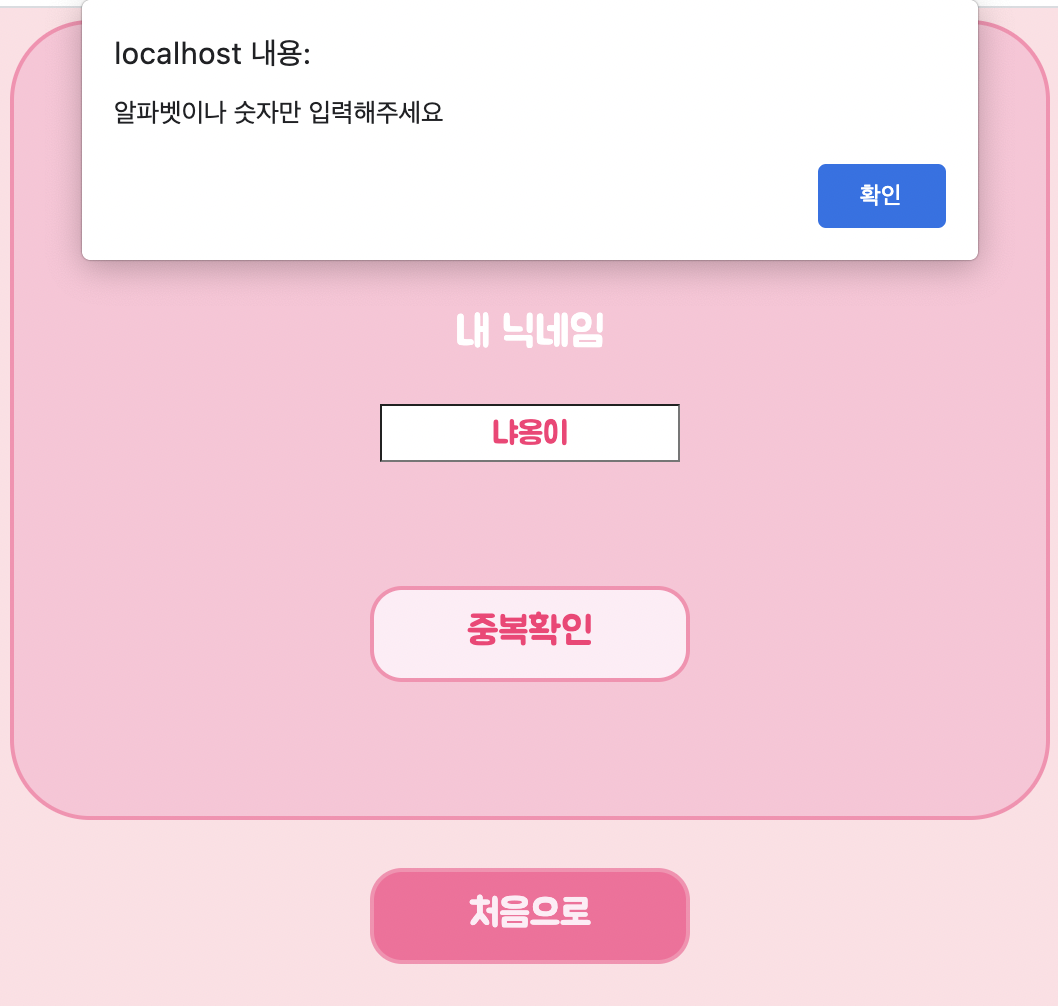 localhost 내용:
알파벳이나 숫자만 입력해주세요
확인
내 닉네임
냐옹이
중복확인
처음으로